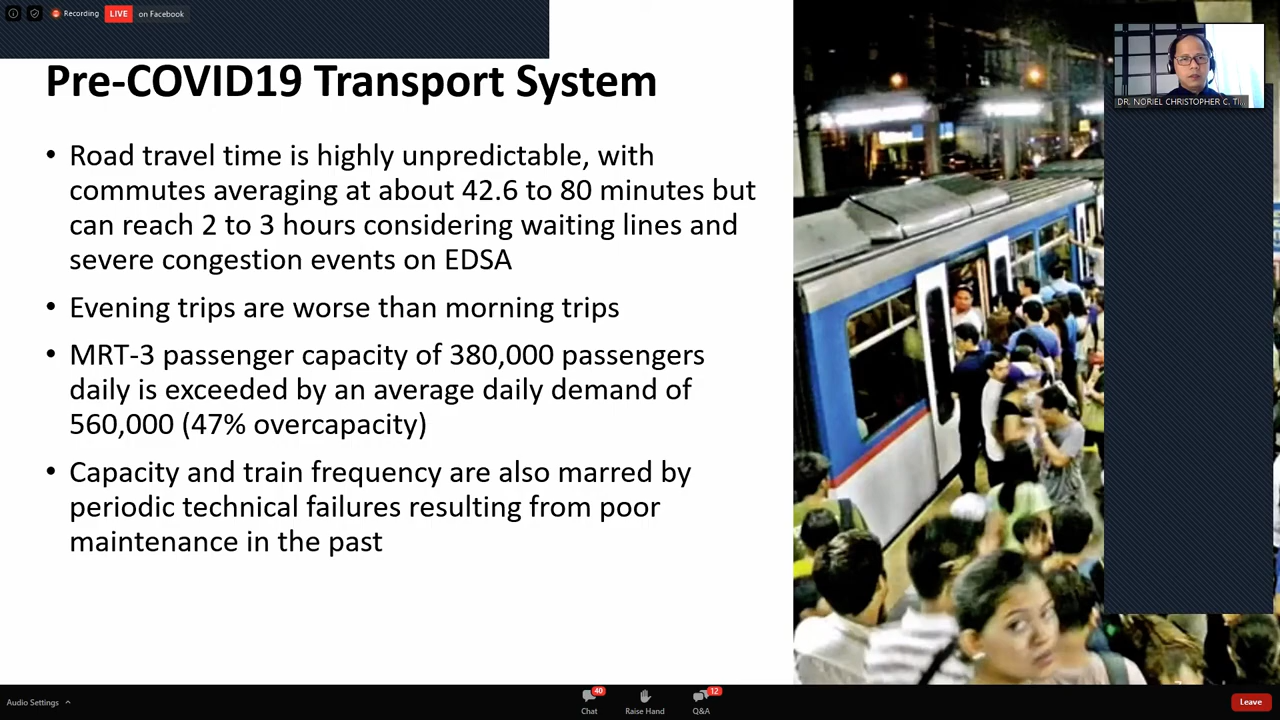 Recording LIVE on Facebook
DR. NORIEL CHRISTOPHER C. TI...
Pre-COVID19 Transport System
• Road travel time is highly unpredictable, with
commutes averaging at about 42.6 to 80 minutes but
can reach 2 to 3 hours considering waiting lines and
severe congestion events on EDSA
• Evening trips are worse than morning trips
• MRT-3 passenger capacity of 380,000 passengers
daily is exceeded by an average daily demand of
560,000 (47% overcapacity)
• Capacity and train frequency are also marred by
periodic technical failures resulting from poor
maintenance in the past
Audio Settings
40
Chat
Raise Hand
12
Q&A
Leave